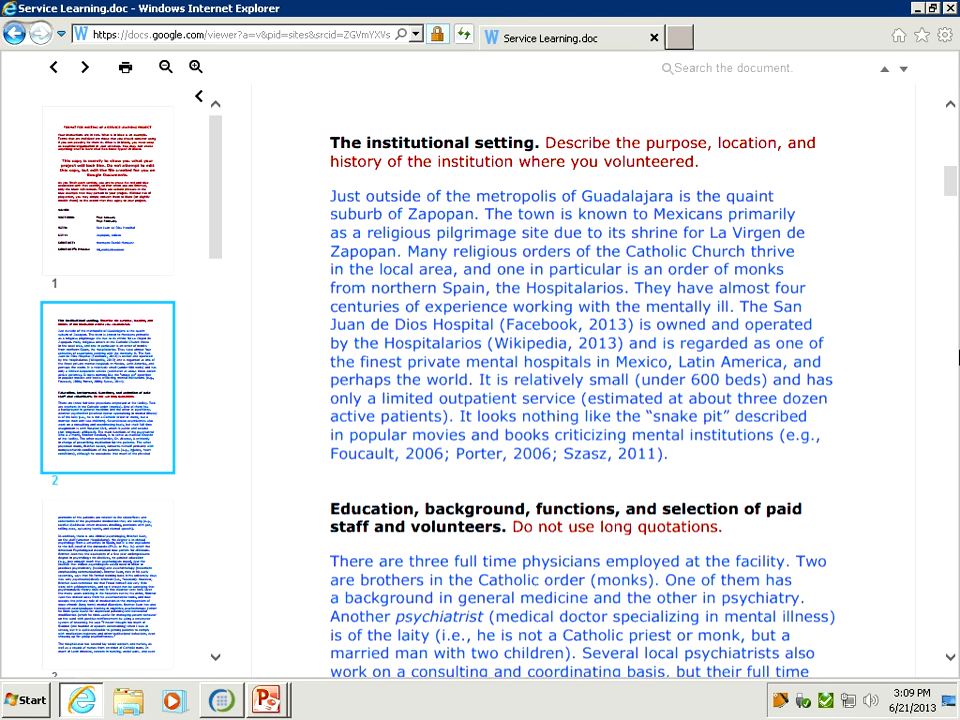 Service Learning.doc - Windows Internet Explorer
https://docs.google.com/viewer?a=v&pid=sites&srcid=ZGVmYXVs
Service Learning.doc
Search the document.
1
2
The institutional setting. Describe the purpose, location, and
history of the institution where you volunteered.
Just outside of the metropolis of Guadalajara is the quaint
suburb of Zapopan. The town is known to Mexicans primarily
as a religious pilgrimage site due to its shrine for La Virgen de
Zapopan. Many religious orders of the Catholic Church thrive
in the local area, and one in particular is an order of monks
from northern Spain, the Hospitalarios. They have almost four
centuries of experience working with the mentally ill. The San
Juan de Dios Hospital (Facebook, 2013) is owned and operated
by the Hospitalarios (Wikipedia, 2013) and is regarded as one of
the finest private mental hospitals in Mexico, Latin America, and
perhaps the world. It is relatively small (under 600 beds) and has
only a limited outpatient service (estimated at about three dozen
active patients). It looks nothing like the “snake pit” described
in popular movies and books criticizing mental institutions (e.g.,
Foucault, 2006; Porter, 2006; Szasz, 2011).
Education, background, functions, and selection of paid
staff and volunteers. Do not use long quotations.
There are three full time physicians employed at the facility. Two
are brothers in the Catholic order (monks). One of them has
a background in general medicine and the other in psychiatry.
Another psychiatrist (medical doctor specializing in mental illness)
is of the laity (i.e., he is not a Catholic priest or monk, but a
married man with two children). Several local psychiatrists also
work on a consulting and coordinating basis, but their full time
Start
3:09 PM
6/21/2013